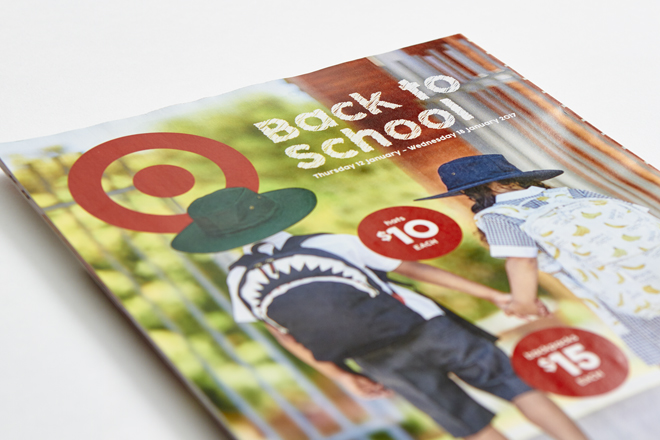 Back to
School
Thursday 12 January - Wednesday 18 January 2017
hats
$10
EACH
backpacks
$15
EACH